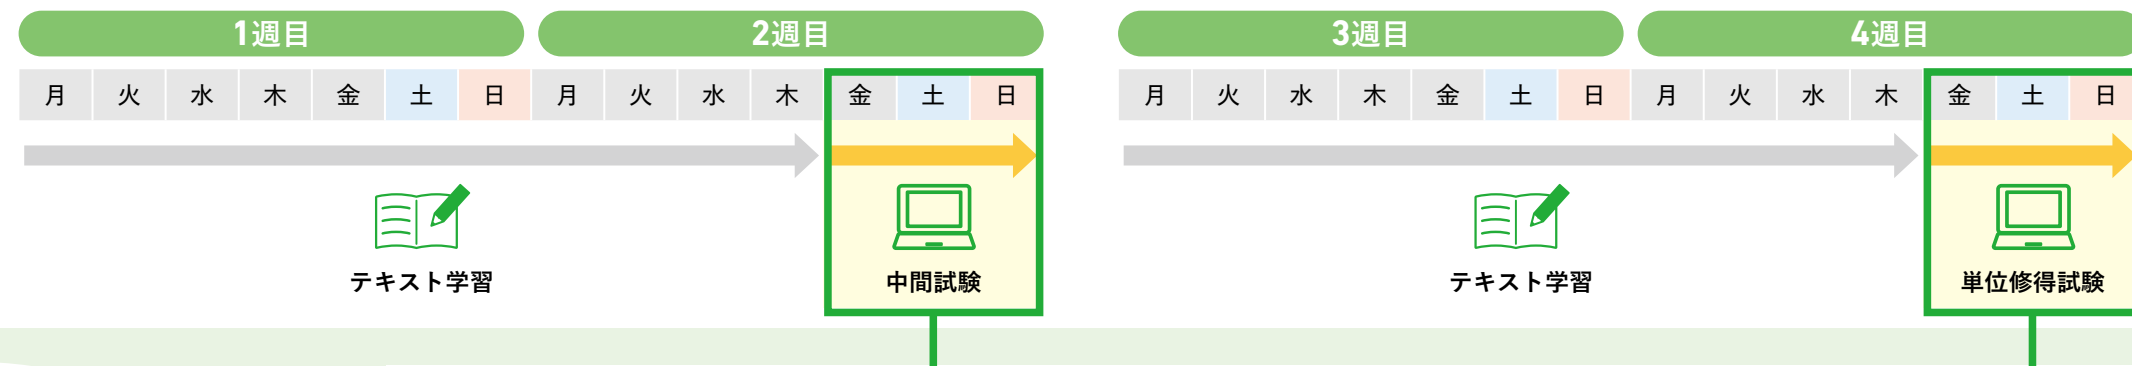 1週目 2週目 3週目 4週目
月 火 水 木 金 土 日 月 火 水 木 金 土 日 月 火 水 木 金 土 日 月 火 水 木 金 土 日
テキスト学習 中間試験 テキスト学習 単位修得試験